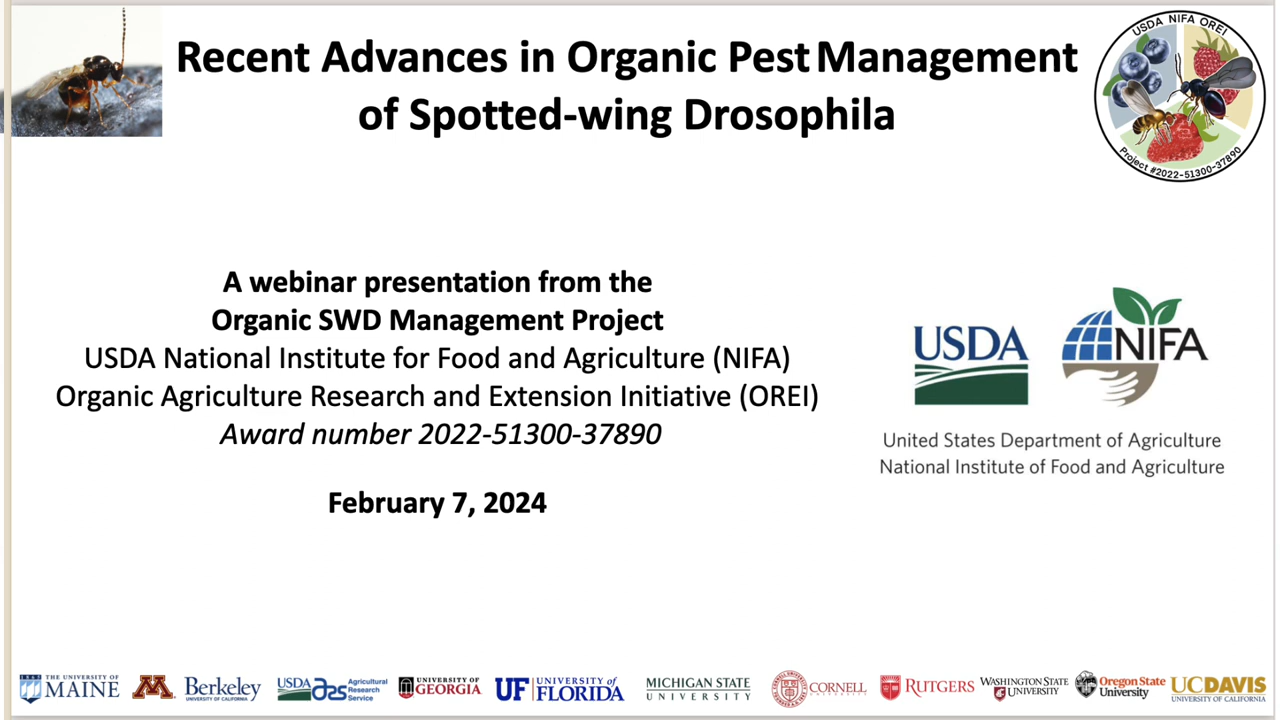 Recent Advances in Organic Pest Management
of Spotted-wing Drosophila
USDA NIFA OREI
Project #2022-51300-37890
A webinar presentation from the
Organic SWD Management Project
USDA National Institute for Food and Agriculture (NIFA)
Organic Agriculture Research and Extension Initiative (OREI)
Award number 2022-51300-37890
February 7, 2024
USDA
NIFA
United States Department of Agriculture
National Institute of Food and Agriculture
THE UNIVERSITY OF
MAINE
M
Berkeley
UNIVERSITY OF CALIFORNIA
USDA
ars
Agricultural
Research
Service
UNIVERSITY OF
GEORGIA
UF
UNIVERSITY of
FLORIDA
MICHIGAN STATE
UNIVERSITY
CORNELL
RUTGERS
WASHINGTON STATE
UNIVERSITY
Oregon State
University
UCDAVIS
UNIVERSITY OF CALIFORNIA